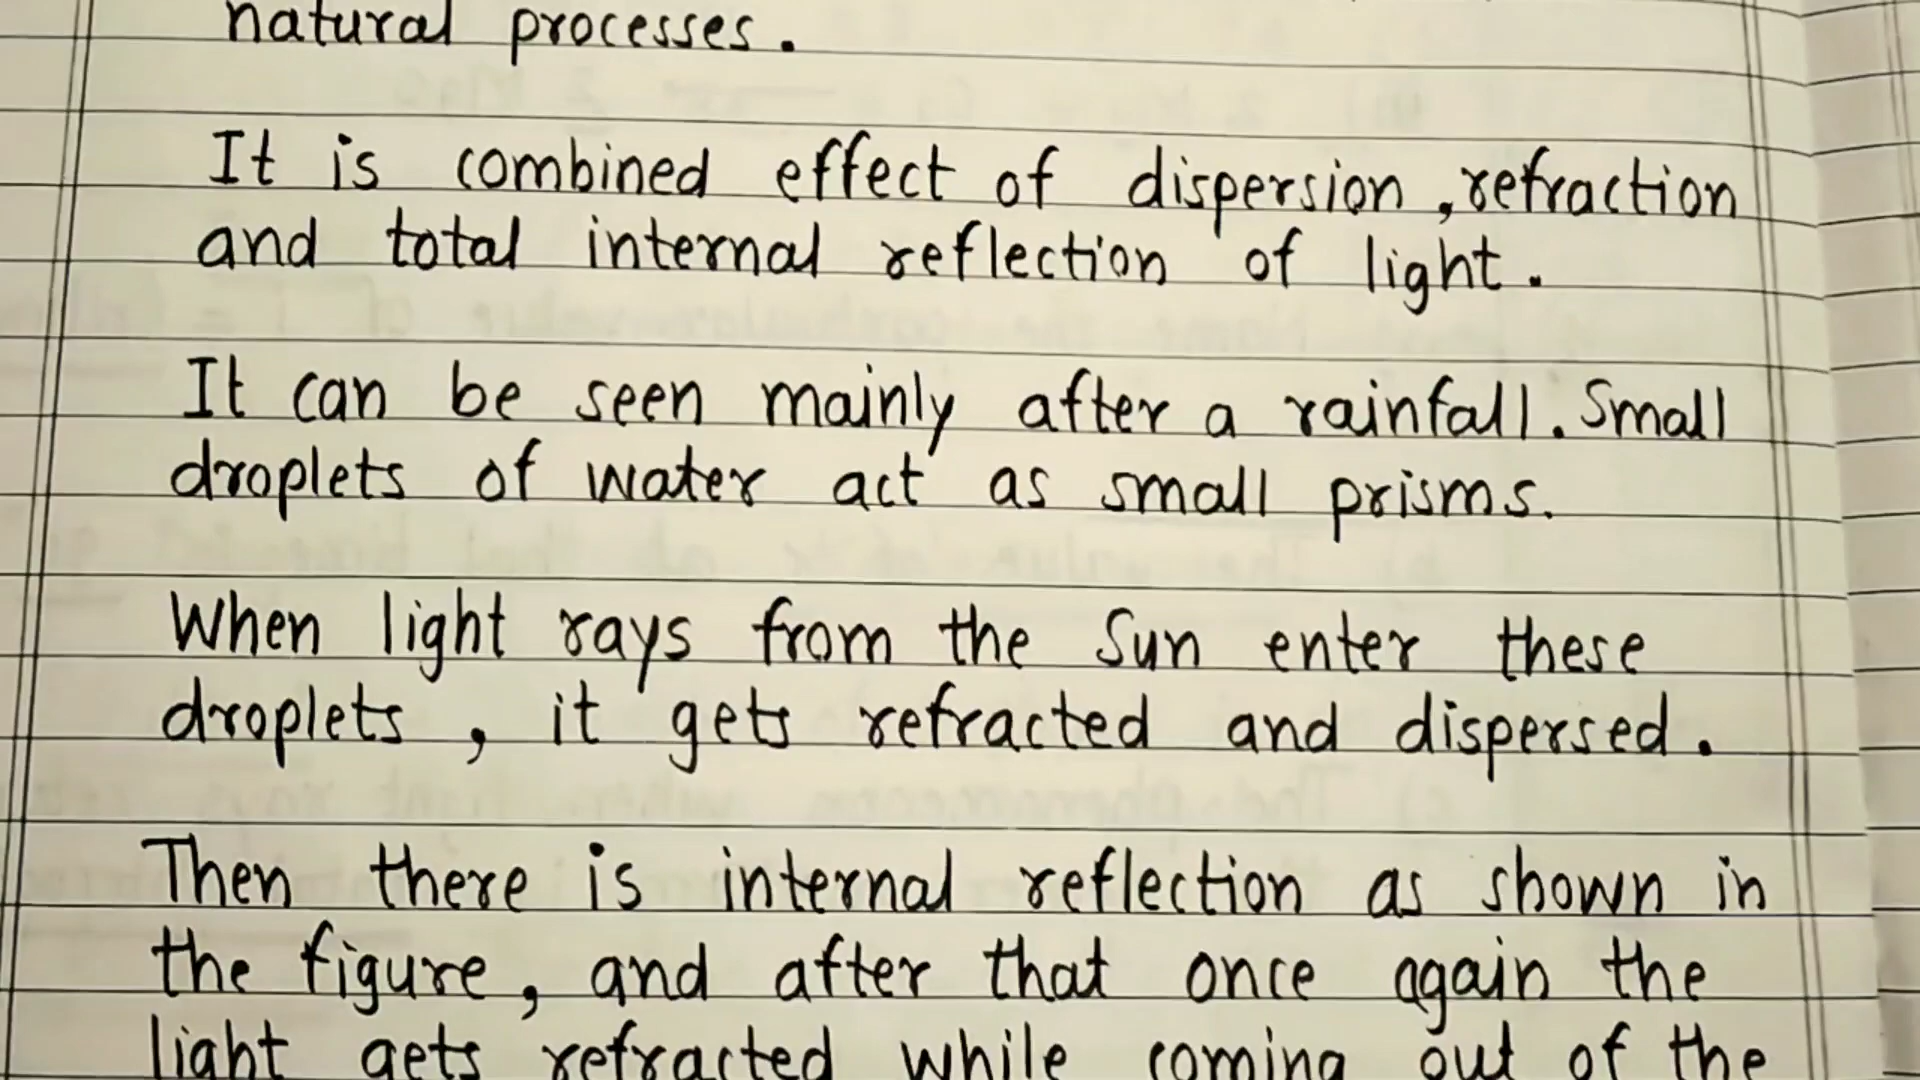 natural processes.
It is combined effect of dispersion, refraction
and total internal reflection of light.
It can be seen mainly after a rainfall. Small
droplets of water act as small prisms.
When light rays from the Sun enter these
droplets, it gets refracted and dispersed.
Then there is internal reflection as shown in
the figure, and after that once again the
light gets refracted while coming out of the